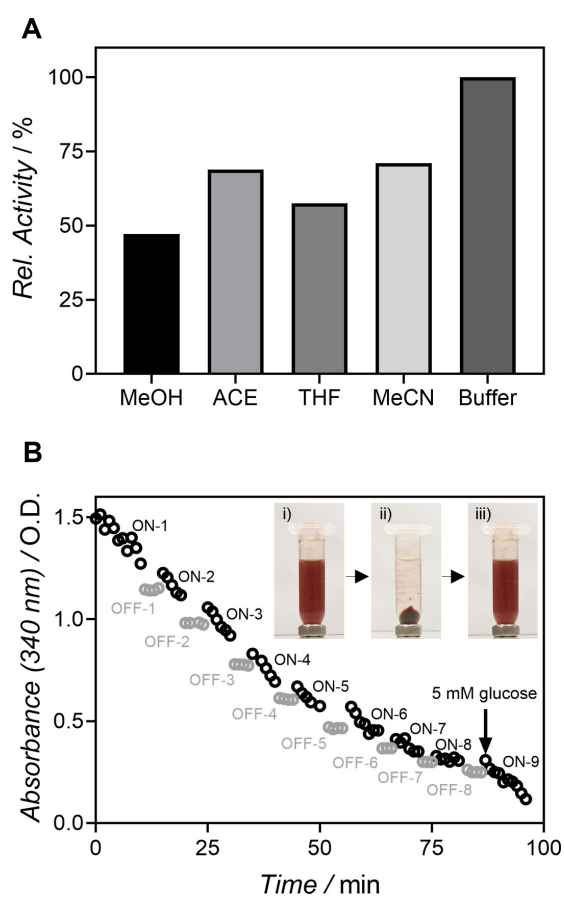 A
Rel. Activity / %
100
75
50
25
0
MeOH ACE THF MeCN Buffer
B
Absorbance (340 nm) / O.D.
1.5
1.0
0.5
0.0
i) ii) iii)
ON-1
ON-2
OFF-1
ON-3
OFF-2
ON-4
OFF-3
ON-5
5 mM glucose
OFF-4
ON-6
ON-7
OFF-5
ON-8
OFF-6
ON-9
OFF-7
OFF-8
0 25 50 75 100
Time / min